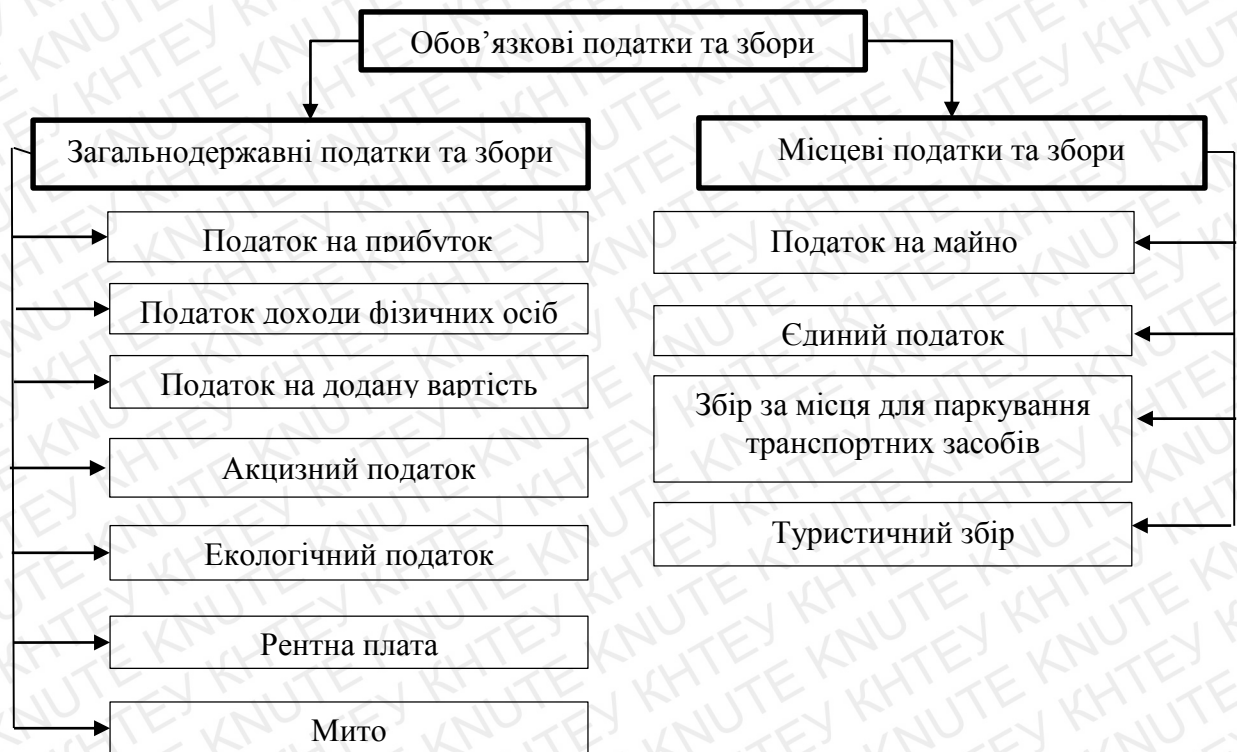 Обов’язкові податки та збори
Загальнодержавні податки та збори
Місцеві податки та збори
Податок на прибуток
Податок доходи фізичних осіб
Податок на додану вартість
Акцизний податок
Екологічний податок
Рентна плата
Мито
Податок на майно
Єдиний податок
Збір за місця для паркування
транспортних засобів
Туристичний збір
KNUTE КНТЕУ